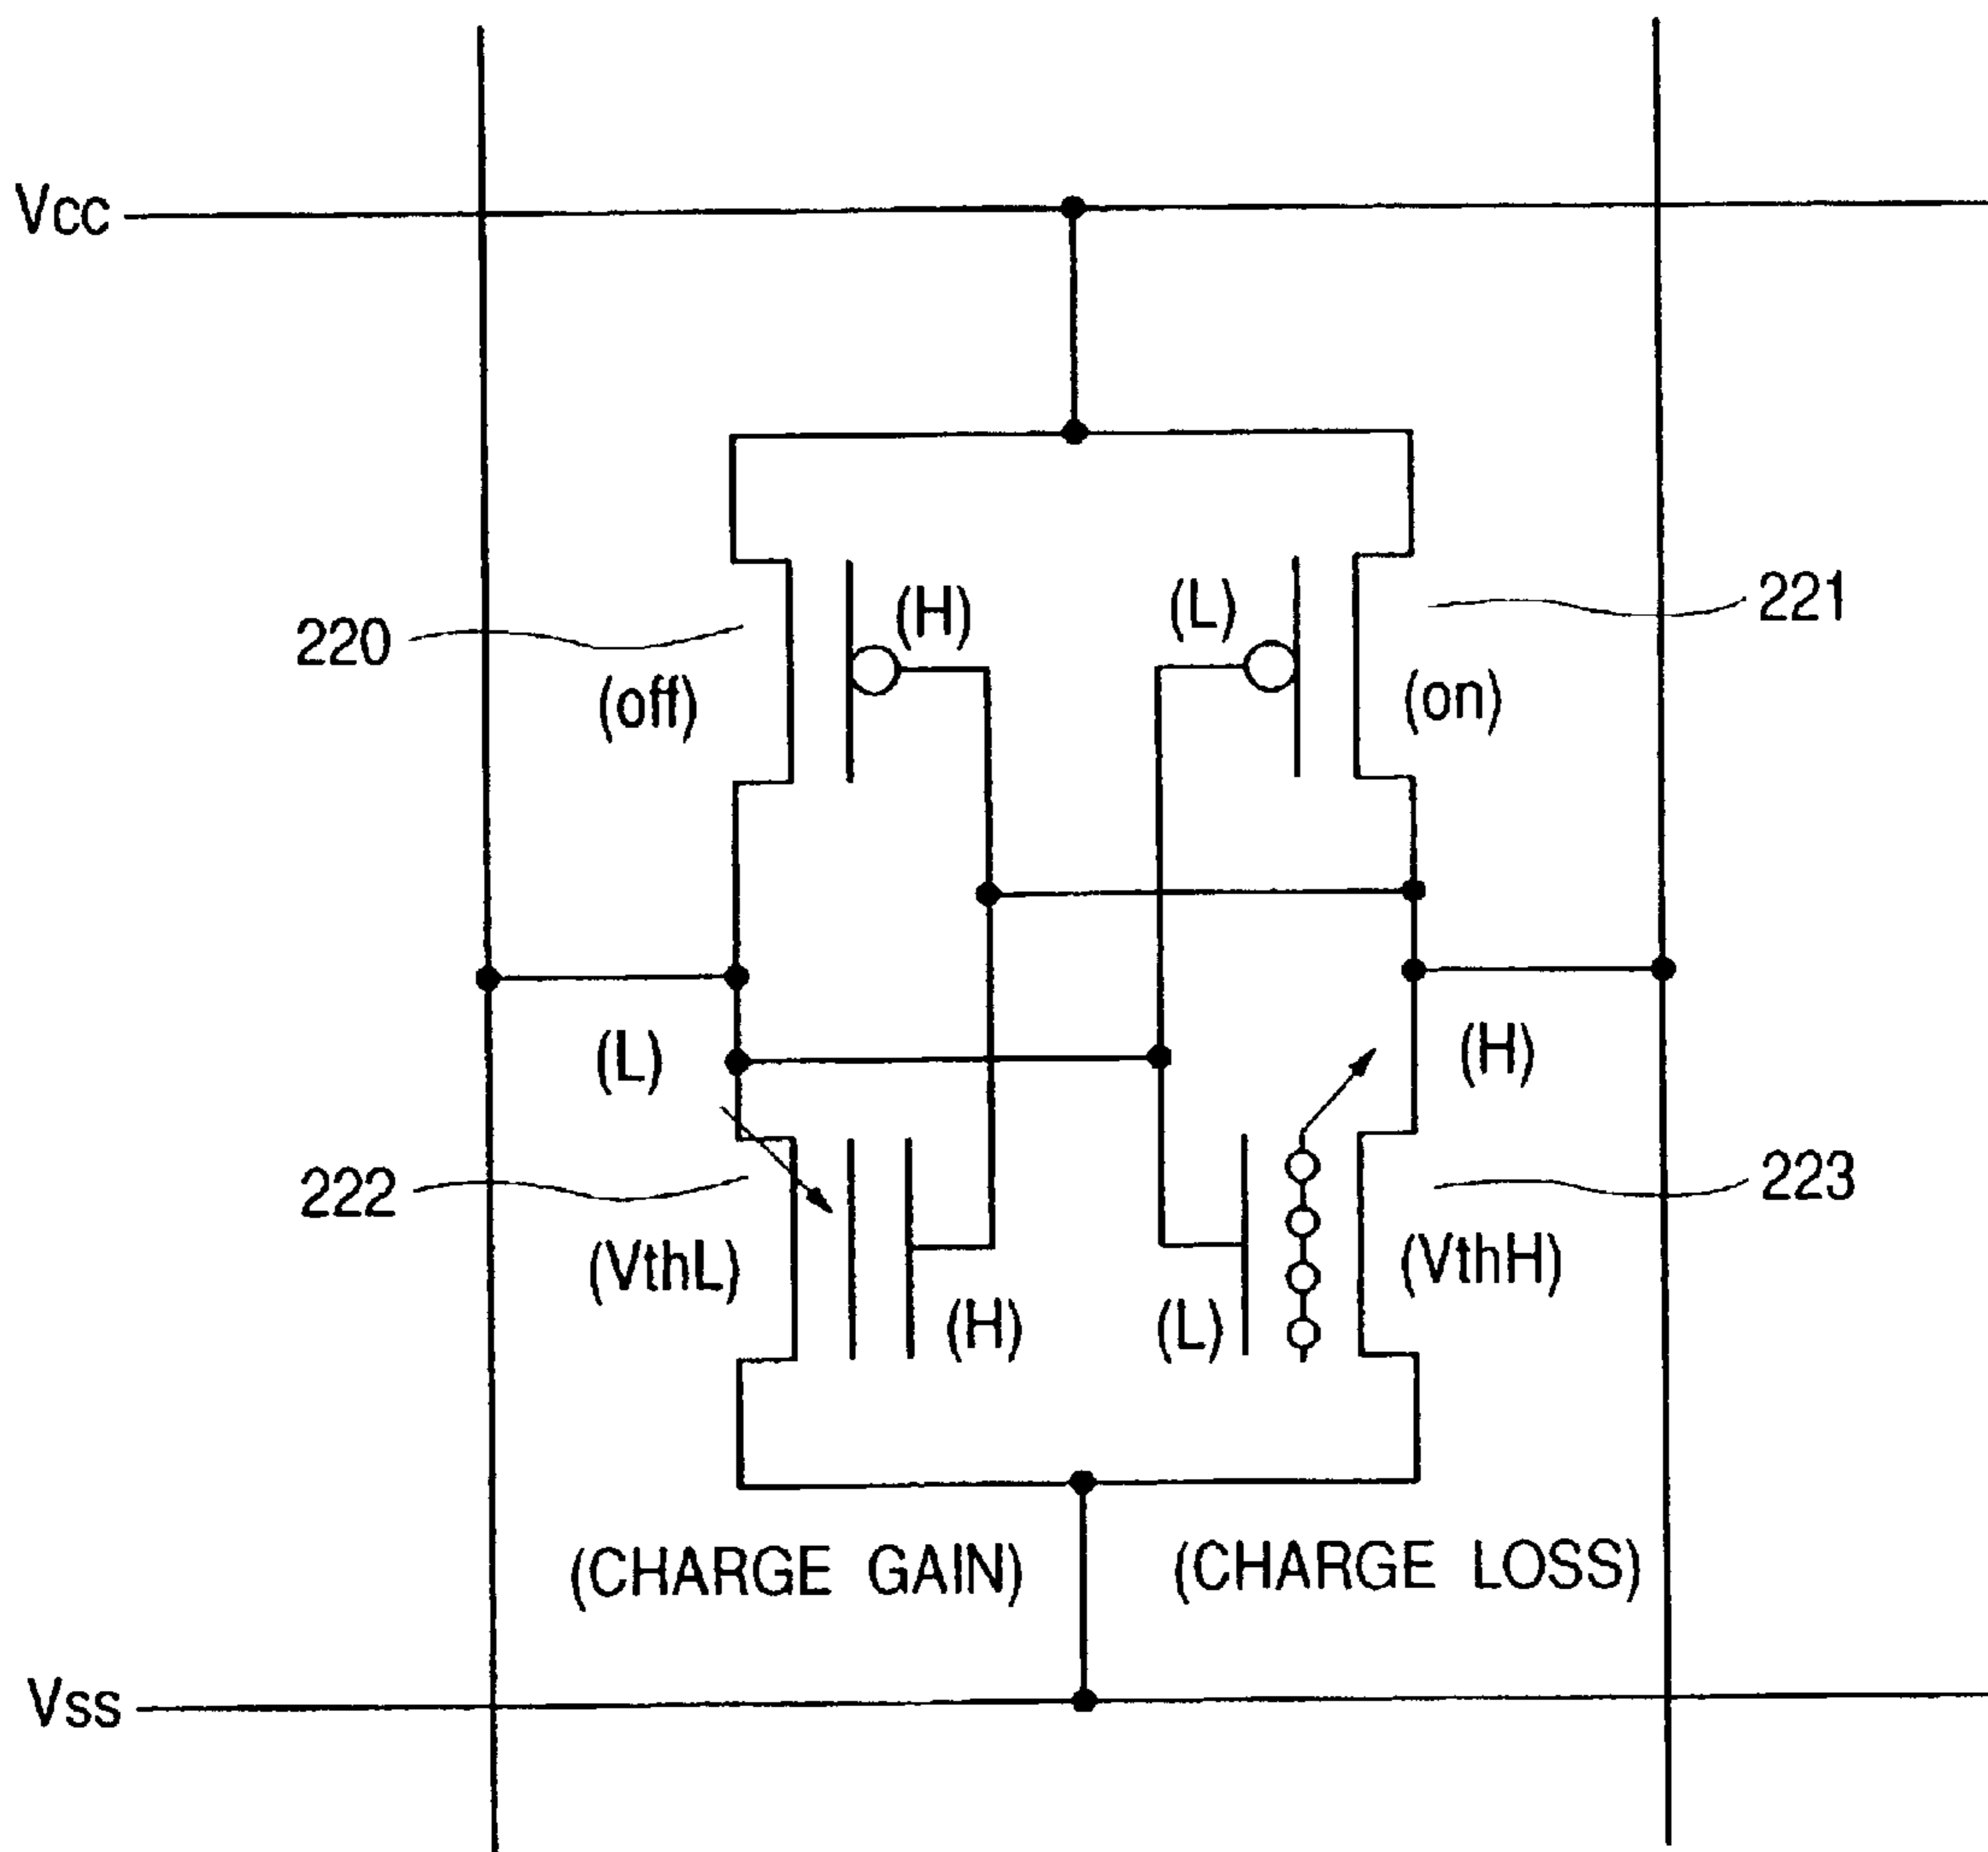 Vcc
(H)
(L)
221
220
(off)
(on)
(L)
(H)
222
223
(VthL)
(VthH)
(H)
(L)
(CHARGE GAIN)
(CHARGE LOSS)
Vss